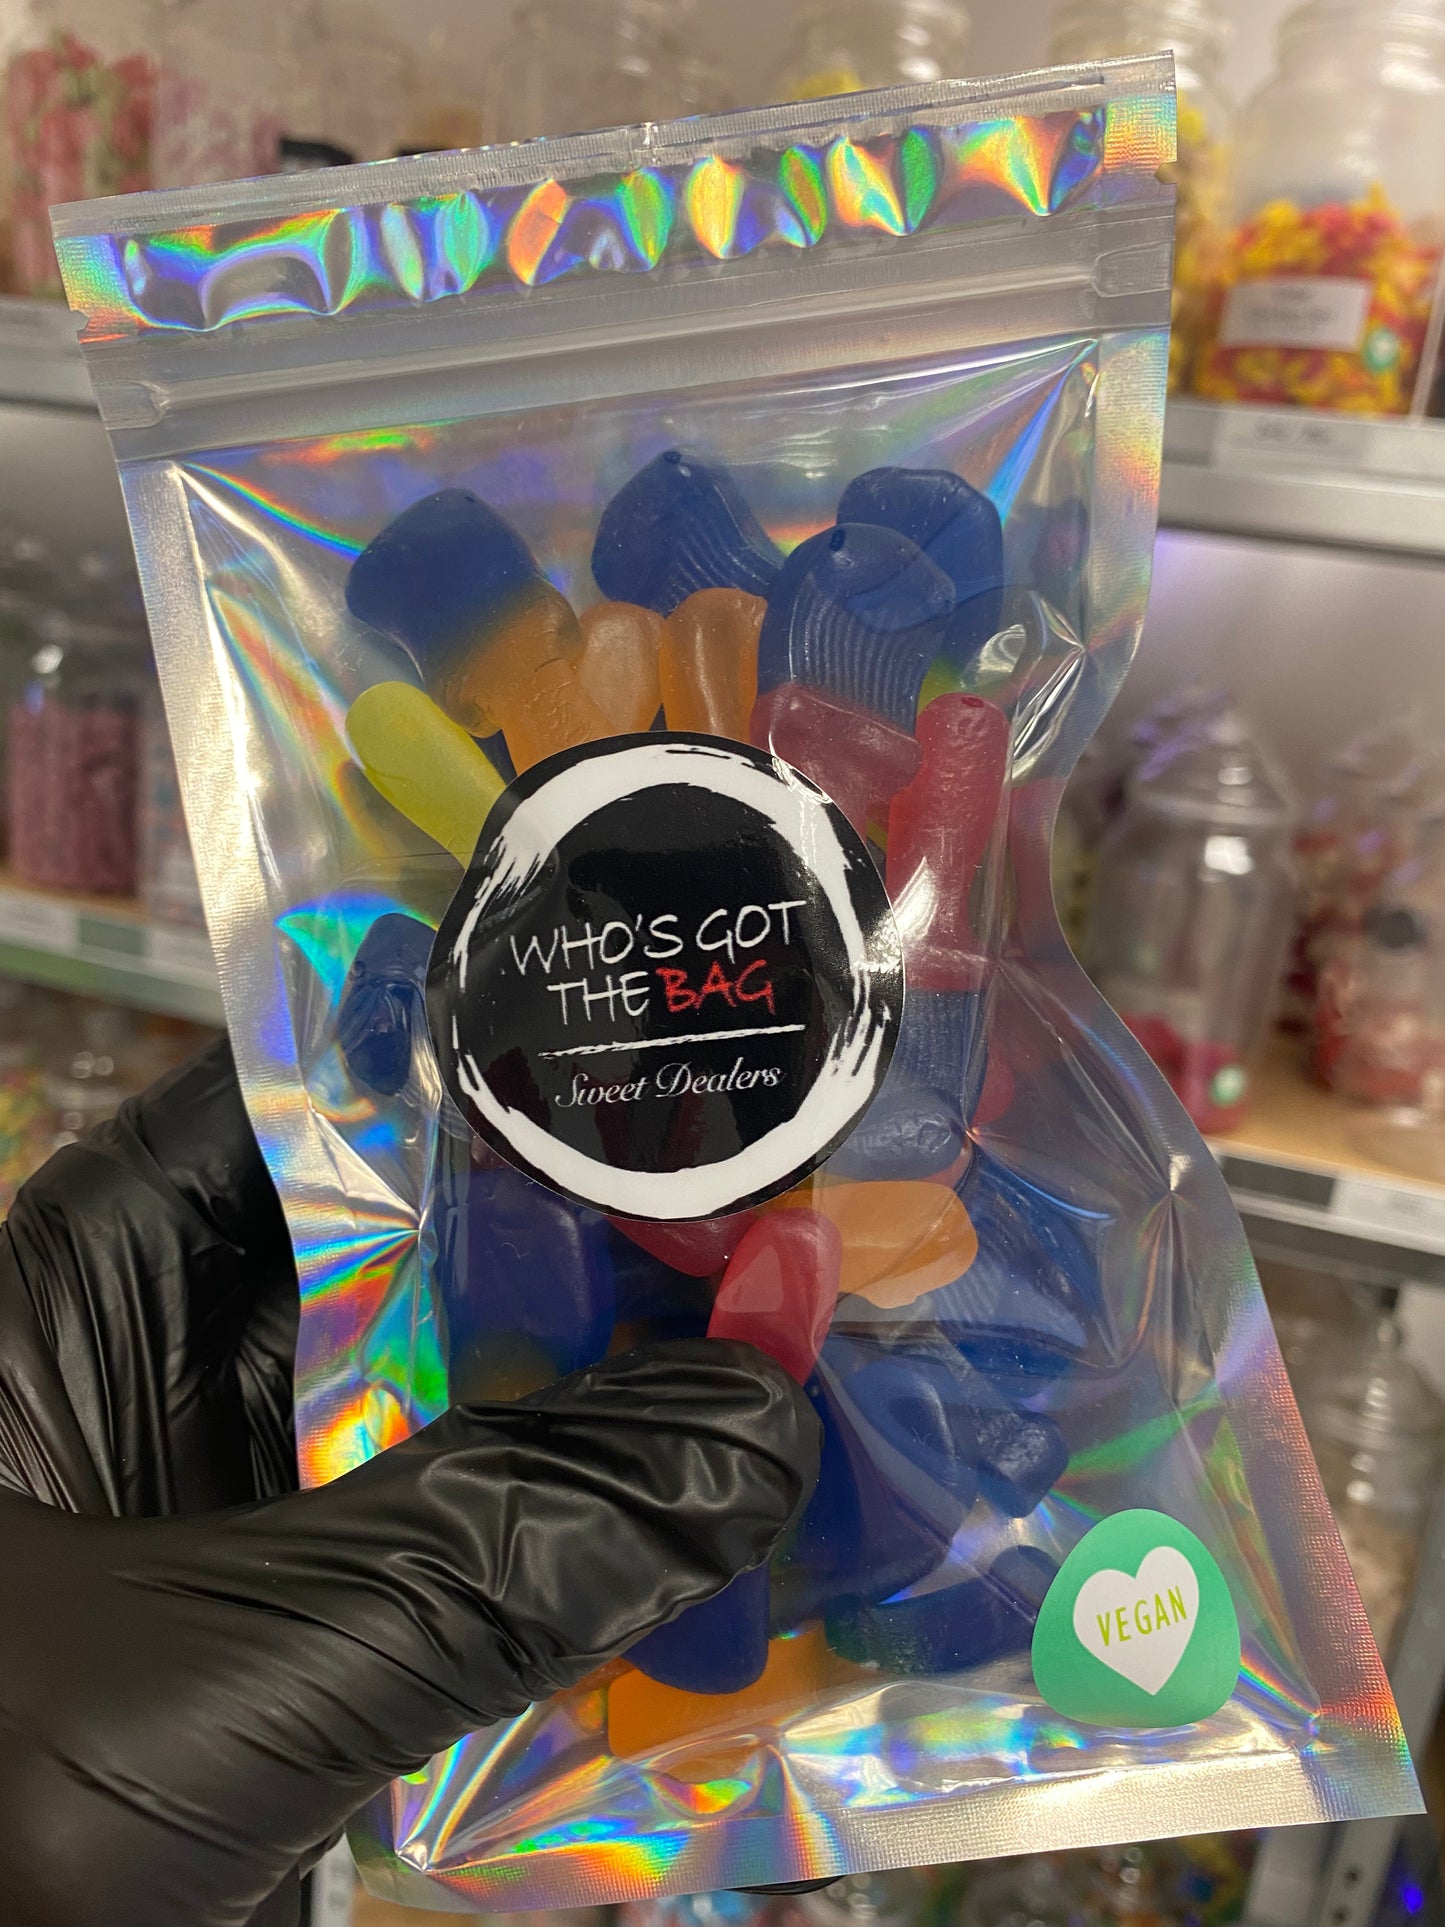 WHO'S GOT
THE BAG
Sweet Dealers
VEGAN